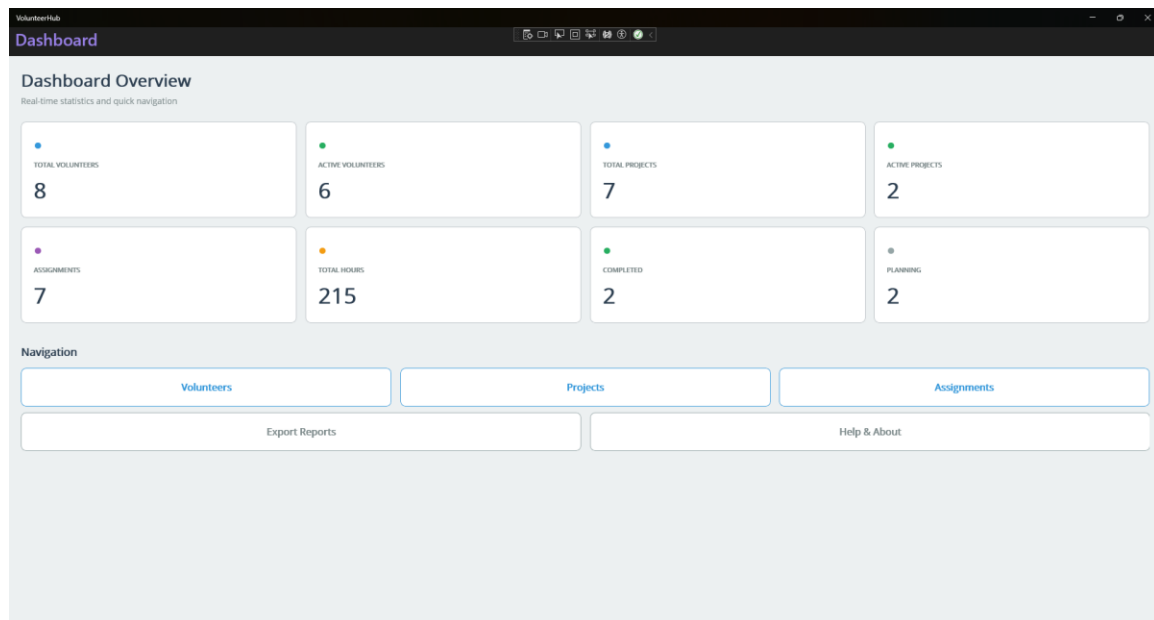 VolunteerHub
Dashboard
Dashboard Overview
Real-time statistics and quick navigation
TOTAL VOLUNTEERS
8
ACTIVE VOLUNTEERS
6
TOTAL PROJECTS
7
ACTIVE PROJECTS
2
ASSIGNMENTS
7
TOTAL HOURS
215
COMPLETED
2
PLANNING
2
Navigation
Volunteers
Projects
Assignments
Export Reports
Help & About